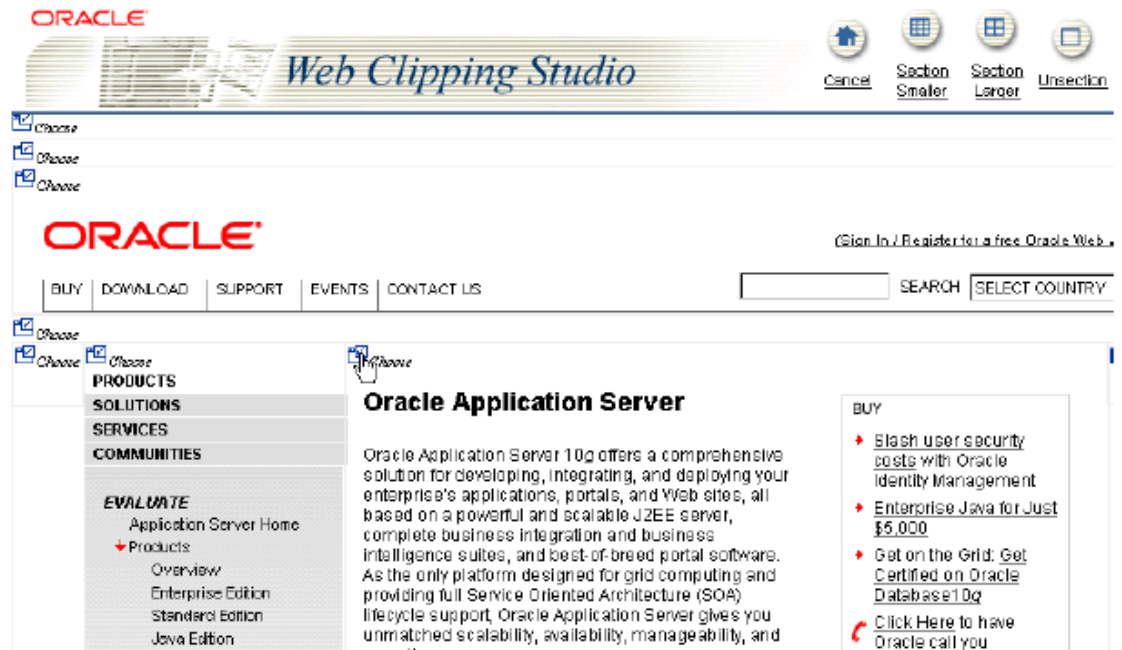 ORACLE
Web Clipping Studio
Cancel
Section Smaller
Section Larger
Unsection
Choose
Choose
Choose
ORACLE
(Sign In / Register for a free Oracle Web
BUY
DOWNLOAD
SUPPORT
EVENTS
CONTACT US
SEARCH
SELECT COUNTRY
Choose
Choose
Choose
Choose
PRODUCTS
SOLUTIONS
SERVICES
COMMUNITIES
EVALUATE
Application Server Home
Products
Overview
Enterprise Edition
Standard Edition
Java Edition
Oracle Application Server
Oracle Application Server 10g offers a comprehensive
solution for developing, integrating, and deploying your
enterprise's applications, portals, and Web sites, all
based on a powerful and scalable J2EE server,
complete business integration and business
intelligence suites, and best-of-breed portal software.
As the only platform designed for grid computing and
providing full Service Oriented Architecture (SOA)
lifecycle support, Oracle Application Server gives you
unmatched scalability, availability, manageability, and
BUY
Slash user security
costs with Oracle
Identity Management
Enterprise Java for Just
$5,000
Get on the Grid: Get
Certified on Oracle
Database10g
Click Here to have
Oracle call you